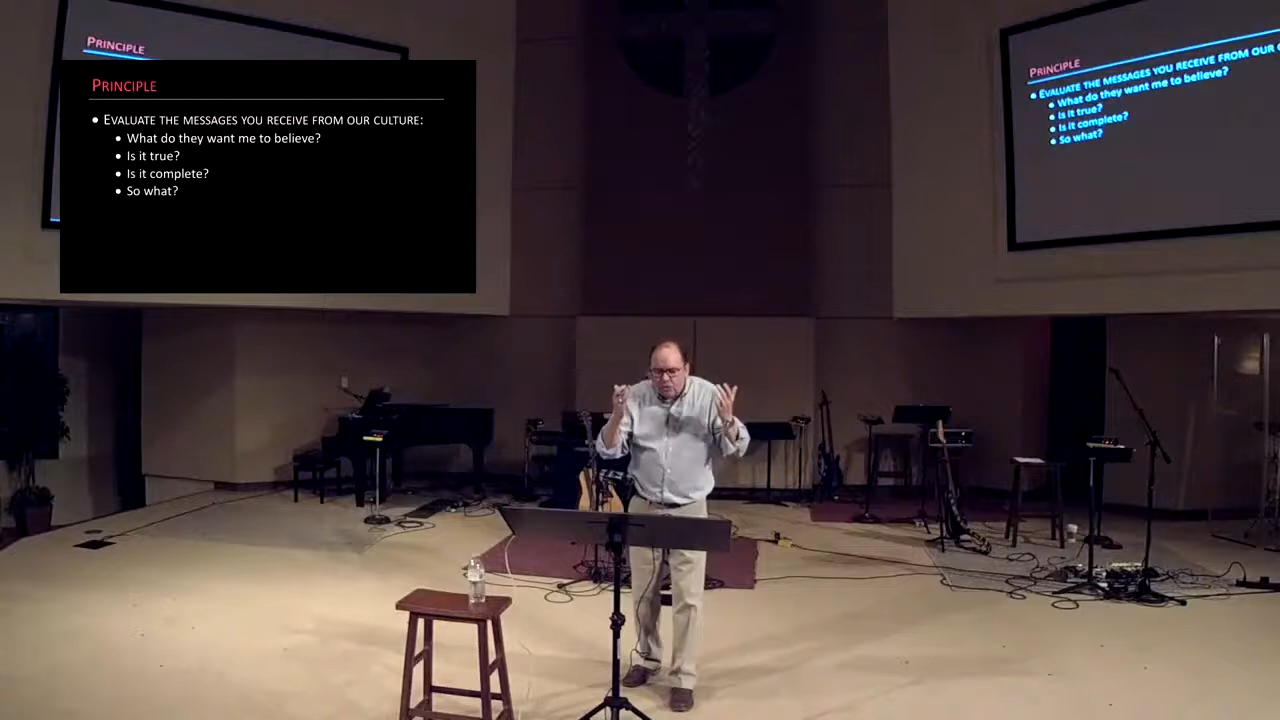 PRINCIPLE
PRINCIPLE
• EVALUATE THE MESSAGES YOU RECEIVE FROM OUR CULTURE:
• What do they want me to believe?
• Is it true?
• Is it complete?
• So what?
PRINCIPLE
• EVALUATE THE MESSAGES YOU RECEIVE FROM OUR
• What do they want me to believe?
• Is it true?
• Is it complete?
• So what?